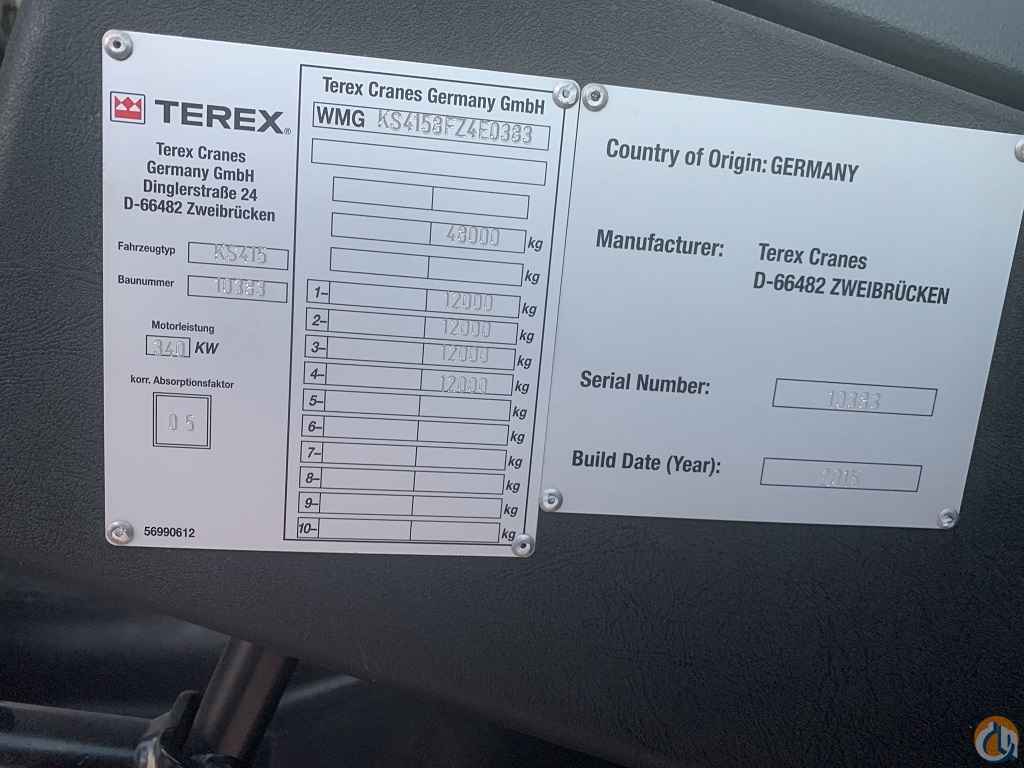 TEREX®
Terex Cranes
Germany GmbH
Dinglerstraße 24
D-66482 Zweibrücken
Fahrzeugtyp KS415
Baunummer 10383
Motorleistung
340 KW
korr. Absorptionsfaktor
0 5
56990612
Terex Cranes Germany GmbH
WMG
48000 kg
kg
1- 12000 kg
2- 12000 kg
3- 12000 kg
4- 12000 kg
5- kg
6- kg
7- kg
8- kg
9- kg
10- kg
Country of Origin: GERMANY
Manufacturer: Terex Cranes
D-66482 ZWEIBRÜCKEN
Serial Number: 10383
Build Date (Year):